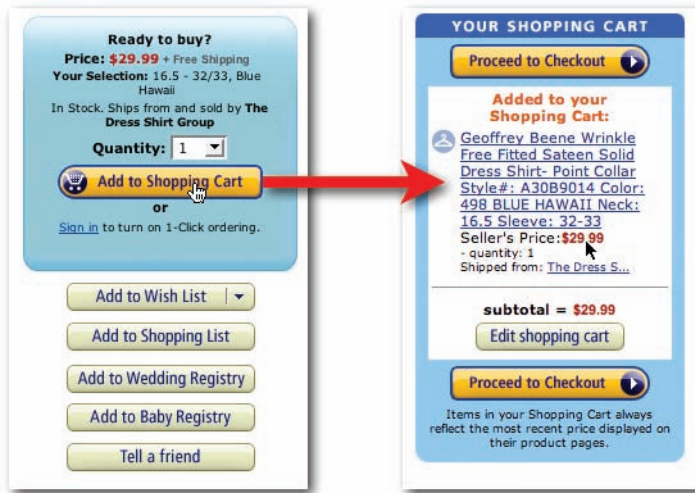 Ready to buy?
Price: $29.99 + Free Shipping
Your Selection: 16.5 - 32/33, Blue
Hawaii
In Stock. Ships from and sold by The
Dress Shirt Group
Quantity: 1
Add to Shopping Cart
or
Sign in to turn on 1-Click ordering.
Add to Wish List
Add to Shopping List
Add to Wedding Registry
Add to Baby Registry
Tell a friend
YOUR SHOPPING CART
Proceed to Checkout
Added to your
Shopping Cart:
Geoffrey Beene Wrinkle
Free Fitted Sateen Solid
Dress Shirt- Point Collar
Style#: A30B9014 Color:
498 BLUE HAWAII Neck:
16.5 Sleeve: 32-33
Seller's Price:$29.99
- quantity: 1
Shipped from: The Dress S...
subtotal = $29.99
Edit shopping cart
Proceed to Checkout
Items in your Shopping Cart always
reflect the most recent price displayed on
their product pages.